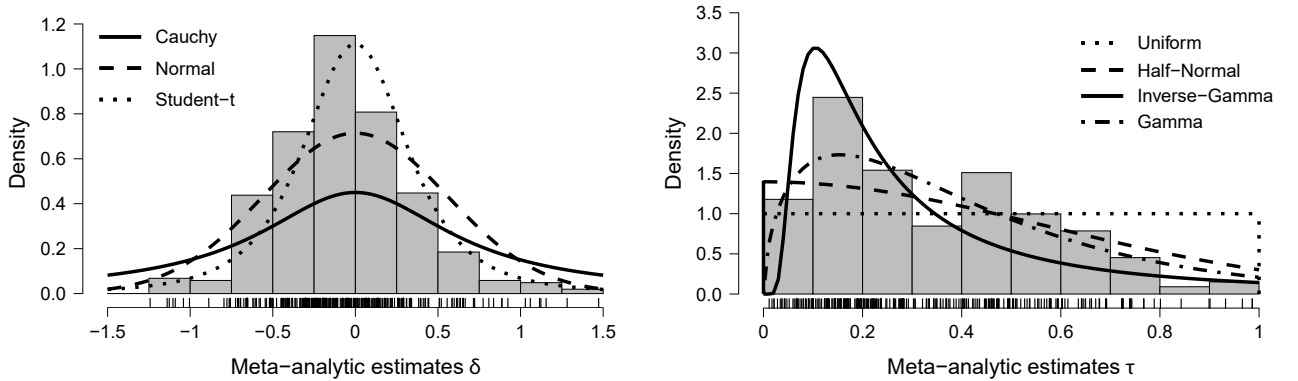 1.2
1.0
0.8
0.6
0.4
0.2
0.0
Density
Cauchy
Normal
Student−t
−1.5 −1 −0.5 0 0.5 1 1.5
Meta−analytic estimates δ
3.5
3.0
2.5
2.0
1.5
1.0
0.5
0.0
Density
Uniform
Half−Normal
Inverse−Gamma
Gamma
0 0.2 0.4 0.6 0.8 1
Meta−analytic estimates τ